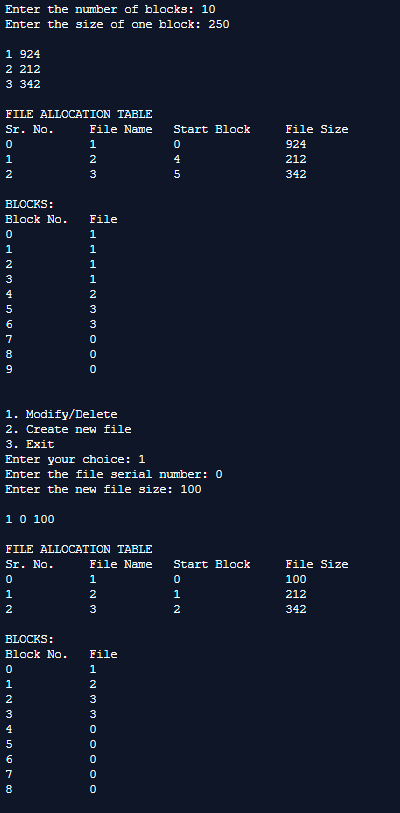 Enter the number of blocks: 10
Enter the size of one block: 250
1 924
2 212
3 342
FILE ALLOCATION TABLE
Sr. No. File Name Start Block File Size
0 1 0 924
1 2 4 212
2 3 5 342
BLOCKS:
Block No. File
0 1
1 1
2 1
3 1
4 2
5 3
6 3
7 0
8 0
9 0
1. Modify/Delete
2. Create new file
3. Exit
Enter your choice: 1
Enter the file serial number: 0
Enter the new file size: 100
1 0 100
FILE ALLOCATION TABLE
Sr. No. File Name Start Block File Size
0 1 0 100
1 2 1 212
2 3 2 342
BLOCKS:
Block No. File
0 1
1 2
2 3
3 3
4 0
5 0
6 0
7 0
8 0